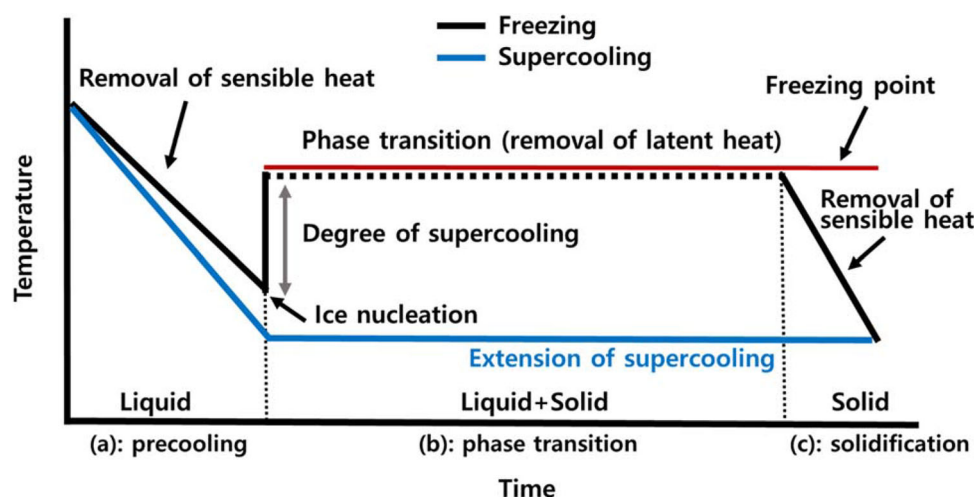 Freezing
Supercooling
Removal of sensible heat
Freezing point
Phase transition (removal of latent heat)
Removal of
sensible heat
Degree of supercooling
Ice nucleation
Extension of supercooling
Temperature
Liquid
Liquid+Solid
Solid
(a): precooling
(b): phase transition
(c): solidification
Time